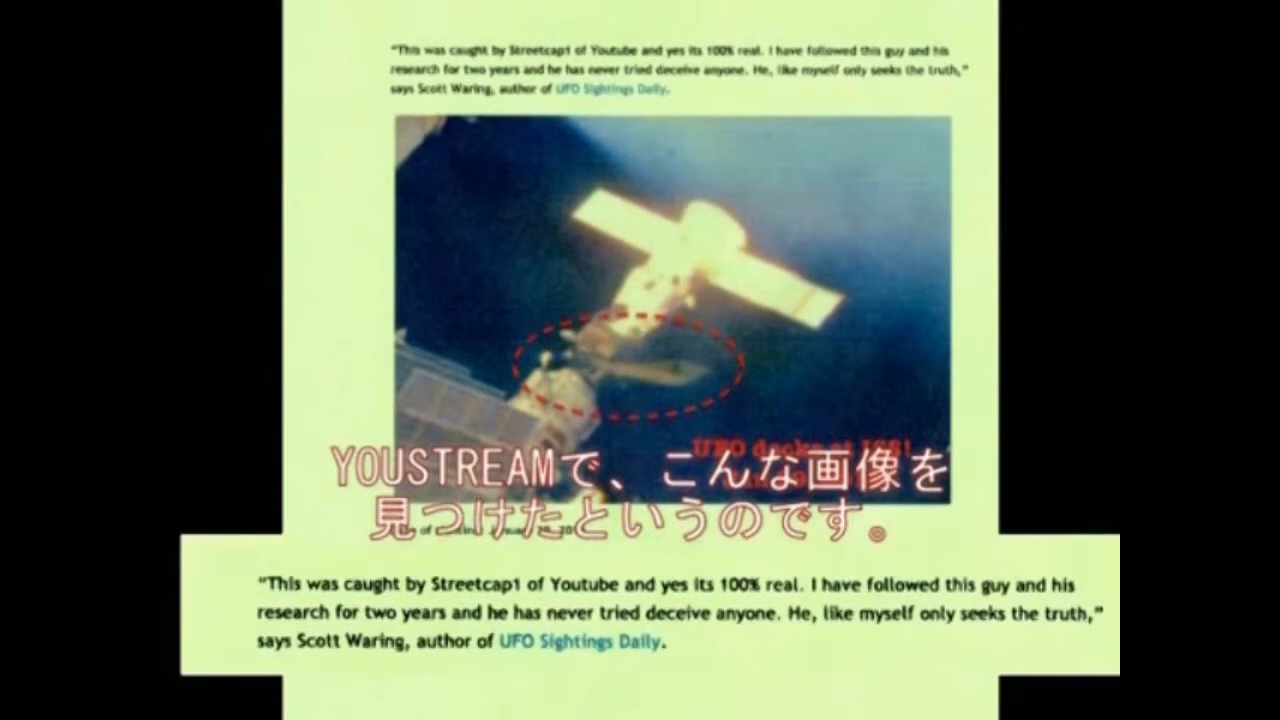 "This was caught by Streetcap1 of Youtube and yes its 100% real. I have followed this guy and his
research for two years and he has never tried deceive anyone. He, like myself only seeks the truth,"
says Scott Waring, author of UFO Sightings Daily.
UFO docks at ISS!
YOUSTREAMで、こんな画像を
見つけたというのです。
"This was caught by Streetcap1 of Youtube and yes its 100% real. I have followed this guy and his
research for two years and he has never tried deceive anyone. He, like myself only seeks the truth,"
says Scott Waring, author of UFO Sightings Daily.